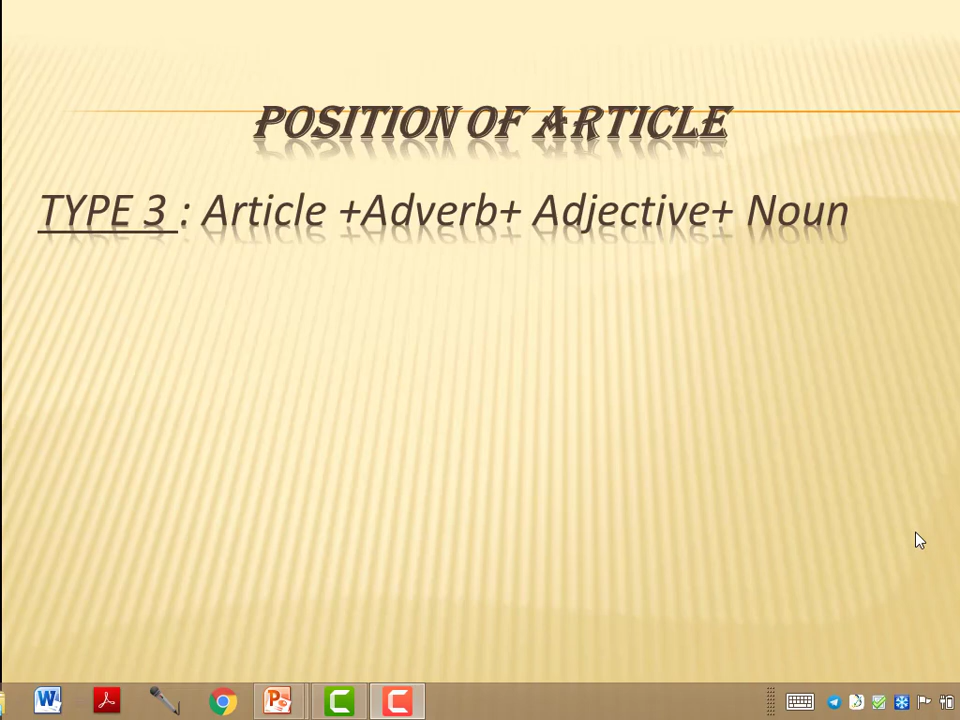 POSITION OF ARTICLE
TYPE 3 : Article +Adverb+ Adjective+ Noun